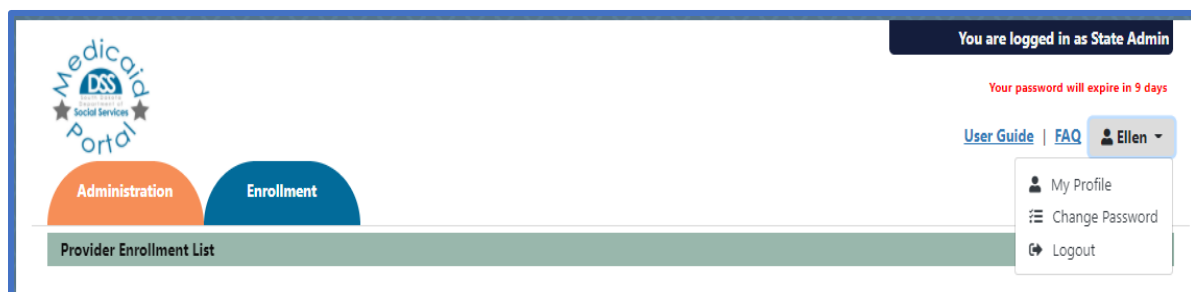 You are logged in as State Admin
Medicaid
DSS
South Dakota
Department of
Social Services
Portal
Your password will expire in 9 days
User Guide | FAQ Ellen
My Profile
Change Password
Logout
Administration Enrollment
Provider Enrollment List